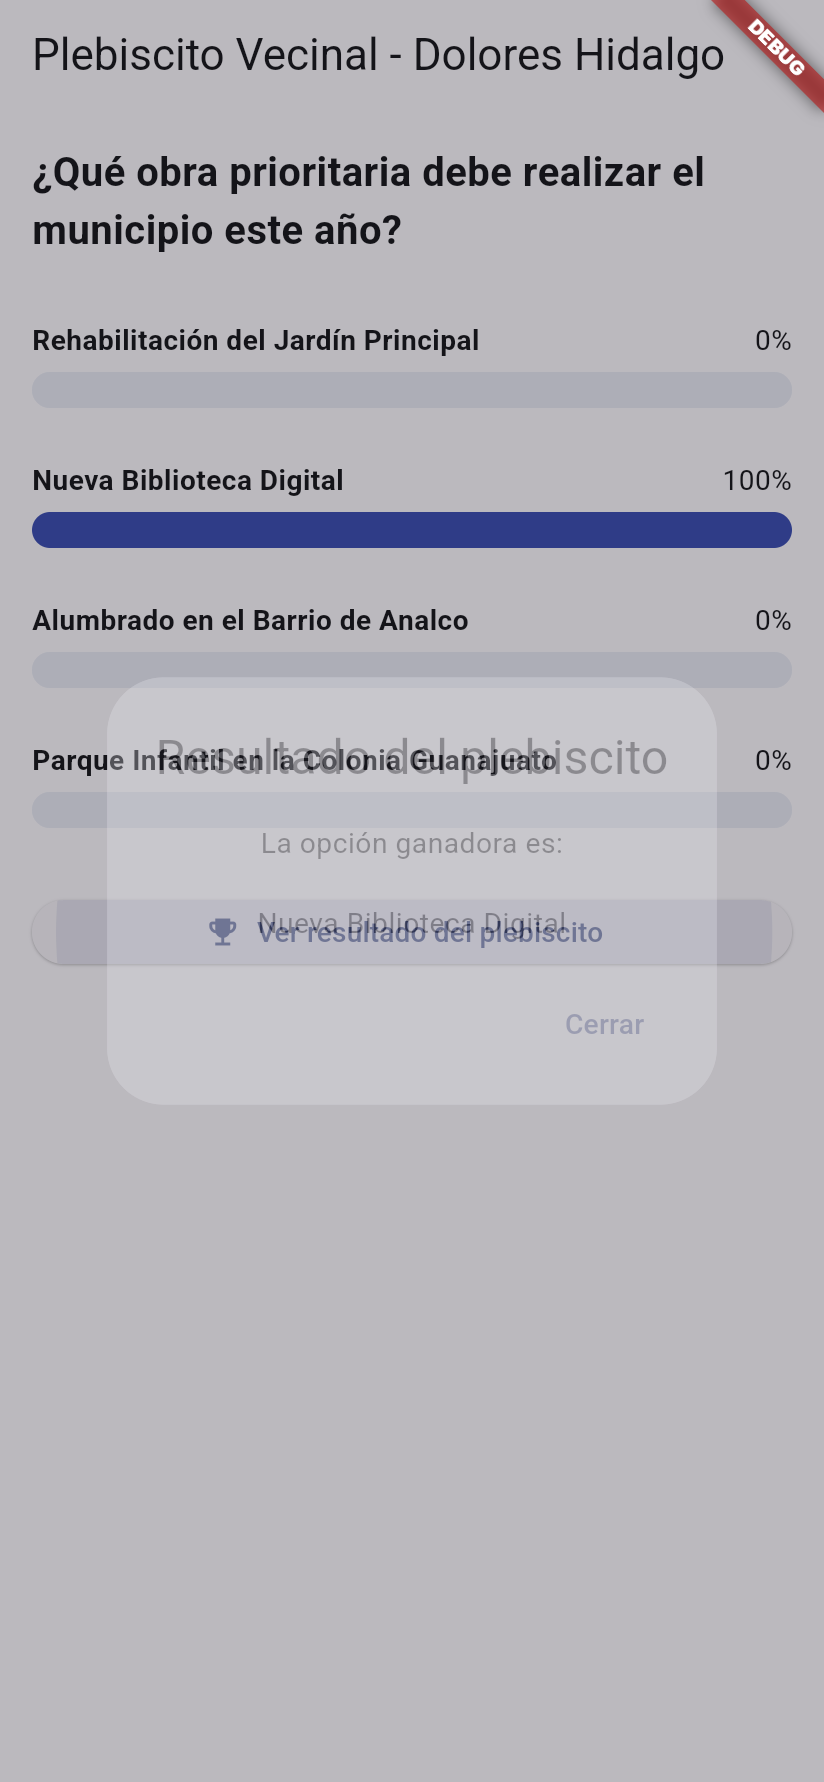 Plebiscito Vecinal - Dolores Hidalgo
DEBUG
¿Qué obra prioritaria debe realizar el
municipio este año?
Rehabilitación del Jardín Principal 0%
Nueva Biblioteca Digital 100%
Alumbrado en el Barrio de Analco 0%
Parque Infantil en la Colonia Guanajuato 0%
Resultado del plebiscito
La opción ganadora es:
Nueva Biblioteca Digital
Ver resultado del plebiscito
Cerrar